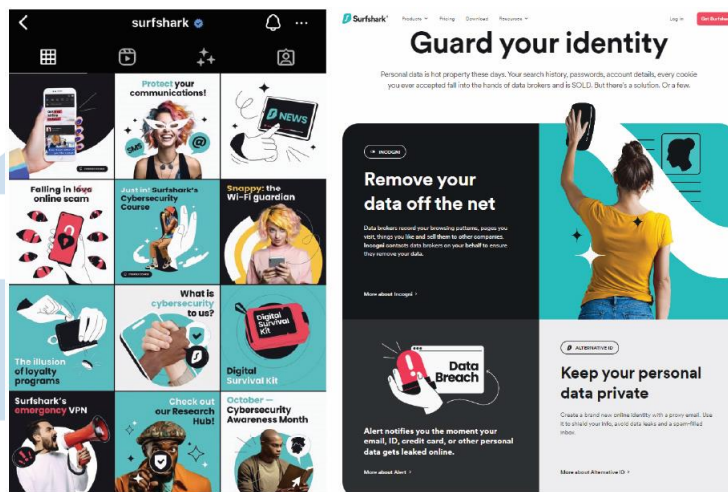 surfshark
Protect your
communications!
SMS
@
NEWS
Falling in love
online scam
Just in! Surfshark's
Cybersecurity
Course
Snappy: the
Wi-Fi guardian
The illusion
of loyalty
programs
What is
cybersecurity
to us?
Digital
Survival
Kit
Digital
Survival Kit
Surfshark's
emergency VPN
Check out
our Research
Hub!
October —
Cybersecurity
Awareness Month
Surfshark®
Products
Pricing
Download
Resources
Log in
Get Surfshark
Guard your identity
Personal data is hot property these days. Your search history, passwords, account details, every cookie
you ever accepted fall into the hands of data brokers and is SOLD. But there's a solution. Or a few.
INCOGNI
Remove your
data off the net
Data brokers record your browsing patterns, pages you
visit, things you like and sell them to other companies.
Incogni contacts data brokers on your behalf to ensure
they remove your data.
More about Incogni >
Data
Breach
Alert notifies you the moment your
email, ID, credit card, or other personal
data gets leaked online.
More about Alert >
ALTERNATIVE ID
Keep your personal
data private
Create a brand new online identity with a proxy email. Use
it to shield your info, avoid data leaks and a spam-filled
inbox.
More about Alternative ID >